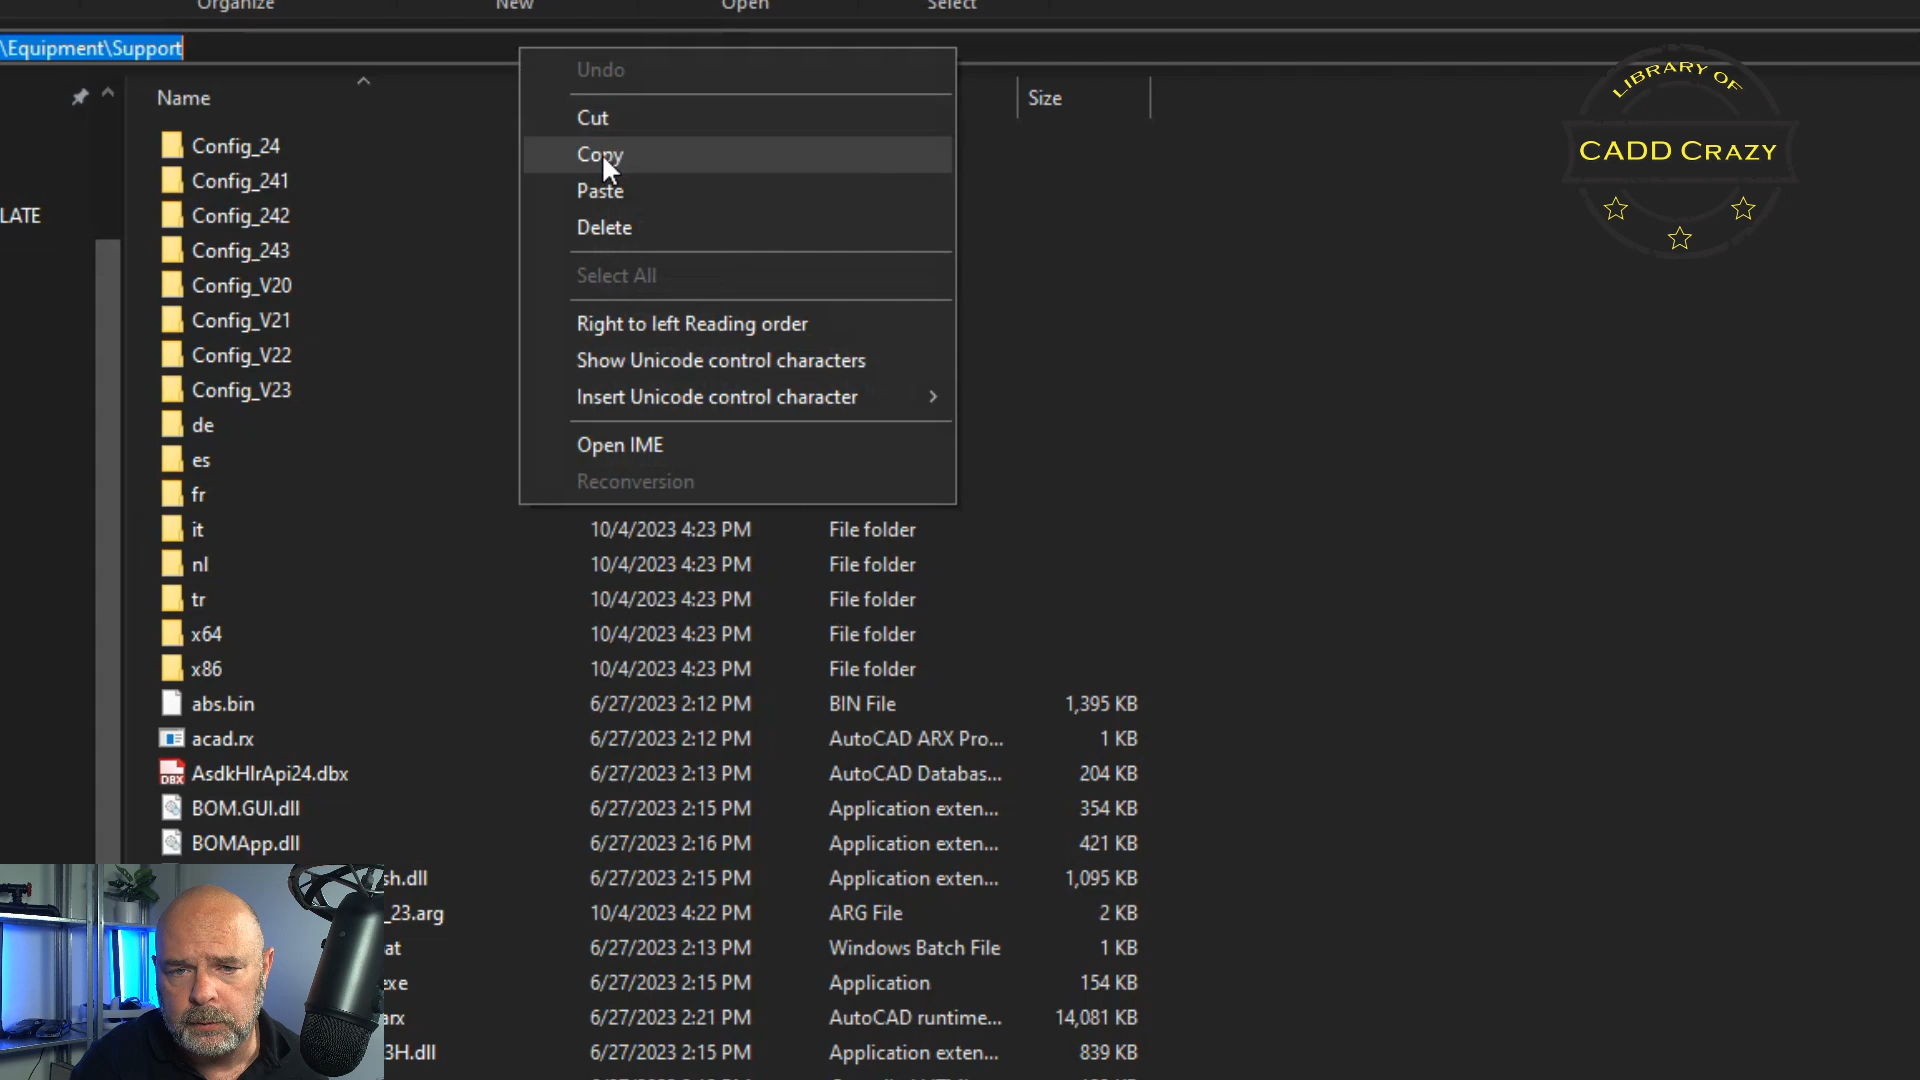 Organize New Open Select
\Equipment\Support
Name Size
LATE
Undo
Cut
Copy
Paste
Delete
Select All
Right to left Reading order
Show Unicode control characters
Insert Unicode control character
Open IME
Reconversion
LIBRARY OF
CADD CRAZY
Config_24
Config_241
Config_242
Config_243
Config_V20
Config_V21
Config_V22
Config_V23
de
es
fr
it 10/4/2023 4:23 PM File folder
nl 10/4/2023 4:23 PM File folder
tr 10/4/2023 4:23 PM File folder
x64 10/4/2023 4:23 PM File folder
x86 10/4/2023 4:23 PM File folder
abs.bin 6/27/2023 2:12 PM BIN File 1,395 KB
acad.rx 6/27/2023 2:12 PM AutoCAD ARX Pro... 1 KB
DBX AsdkHlrApi24.dbx 6/27/2023 2:13 PM AutoCAD Databas... 204 KB
BOM.GUI.dll 6/27/2023 2:15 PM Application exten... 354 KB
BOMApp.dll 6/27/2023 2:16 PM Application exten... 421 KB
sh.dll 6/27/2023 2:15 PM Application exten... 1,095 KB
_23.arg 10/4/2023 4:22 PM ARG File 2 KB
at 6/27/2023 2:13 PM Windows Batch File 1 KB
exe 6/27/2023 2:15 PM Application 154 KB
arx 6/27/2023 2:21 PM AutoCAD runtime... 14,081 KB
3H.dll 6/27/2023 2:15 PM Application exten... 839 KB